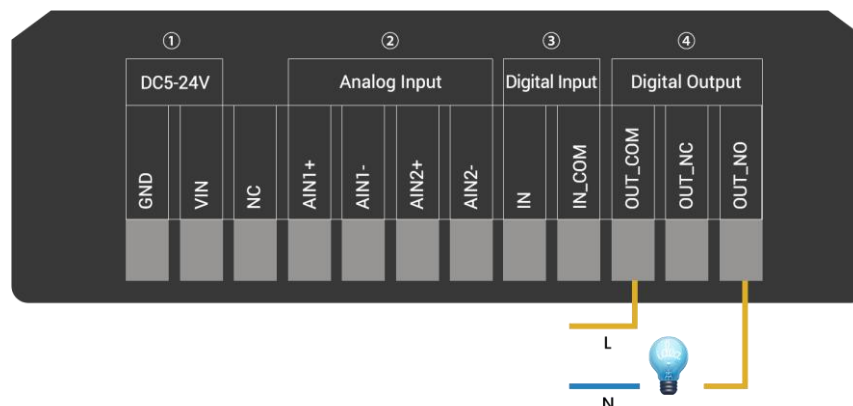 ① ② ③ ④
DC5-24V Analog Input Digital Input Digital Output
GND VIN NC AIN1+ AIN1- AIN2+ AIN2- IN IN_COM OUT_COM OUT_NC OUT_NO
L
N